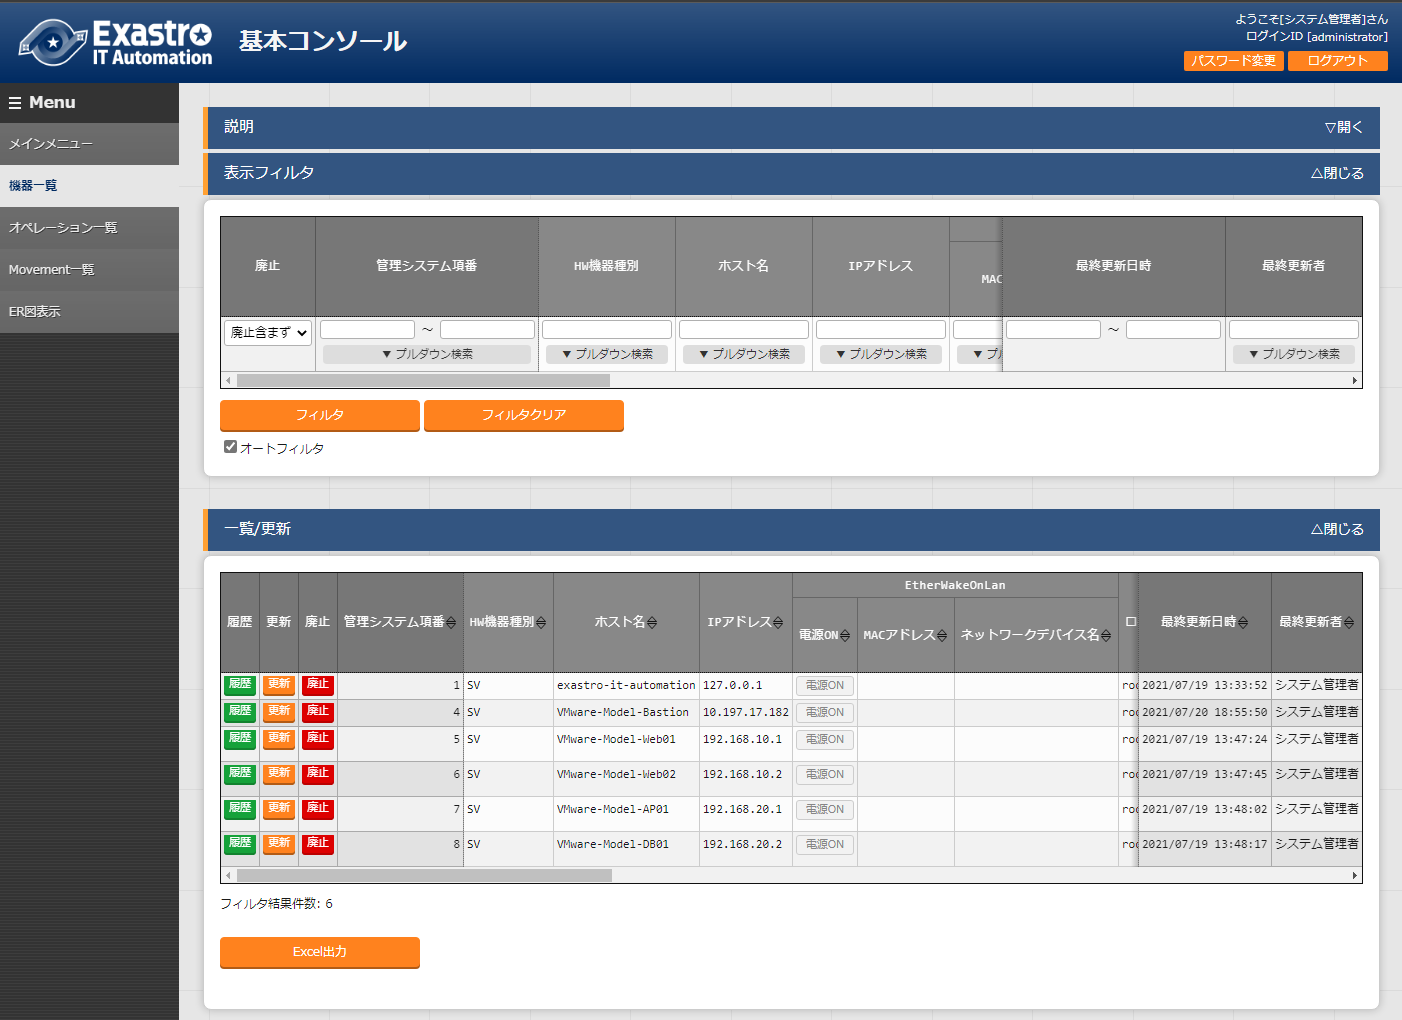 Exastro
IT Automation
基本コンソール
ようこそ[システム管理者]さん
ログインID [administrator]
パスワード変更 ログアウト
Menu
メインメニュー
機器一覧
オペレーション一覧
Movement一覧
ER図表示
説明 ▽開く
表示フィルタ △閉じる
廃止 管理システム項番 HW機器種別 ホスト名 IPアドレス MAC 最終更新日時 最終更新者
廃止含まず ～ ～
▼ プルダウン検索 ▼ プルダウン検索 ▼ プルダウン検索 ▼ プルダウン検索 ▼ プル ▼ プルダウン検索
フィルタ フィルタクリア
オートフィルタ
一覧/更新 △閉じる
EtherWakeOnLan
履歴 更新 廃止 管理システム項番 HW機器種別 ホスト名 IPアドレス 電源ON MACアドレス ネットワークデバイス名 ロ 最終更新日時 最終更新者
履歴 更新 廃止 1 SV exastro-it-automation 127.0.0.1 電源ON roo 2021/07/19 13:33:52 システム管理者
履歴 更新 廃止 4 SV VMware-Model-Bastion 10.197.17.182 電源ON roo 2021/07/20 18:55:50 システム管理者
履歴 更新 廃止 5 SV VMware-Model-Web01 192.168.10.1 電源ON roo 2021/07/19 13:47:24 システム管理者
履歴 更新 廃止 6 SV VMware-Model-Web02 192.168.10.2 電源ON roo 2021/07/19 13:47:45 システム管理者
履歴 更新 廃止 7 SV VMware-Model-AP01 192.168.20.1 電源ON roo 2021/07/19 13:48:02 システム管理者
履歴 更新 廃止 8 SV VMware-Model-DB01 192.168.20.2 電源ON roo 2021/07/19 13:48:17 システム管理者
フィルタ結果件数: 6
Excel出力